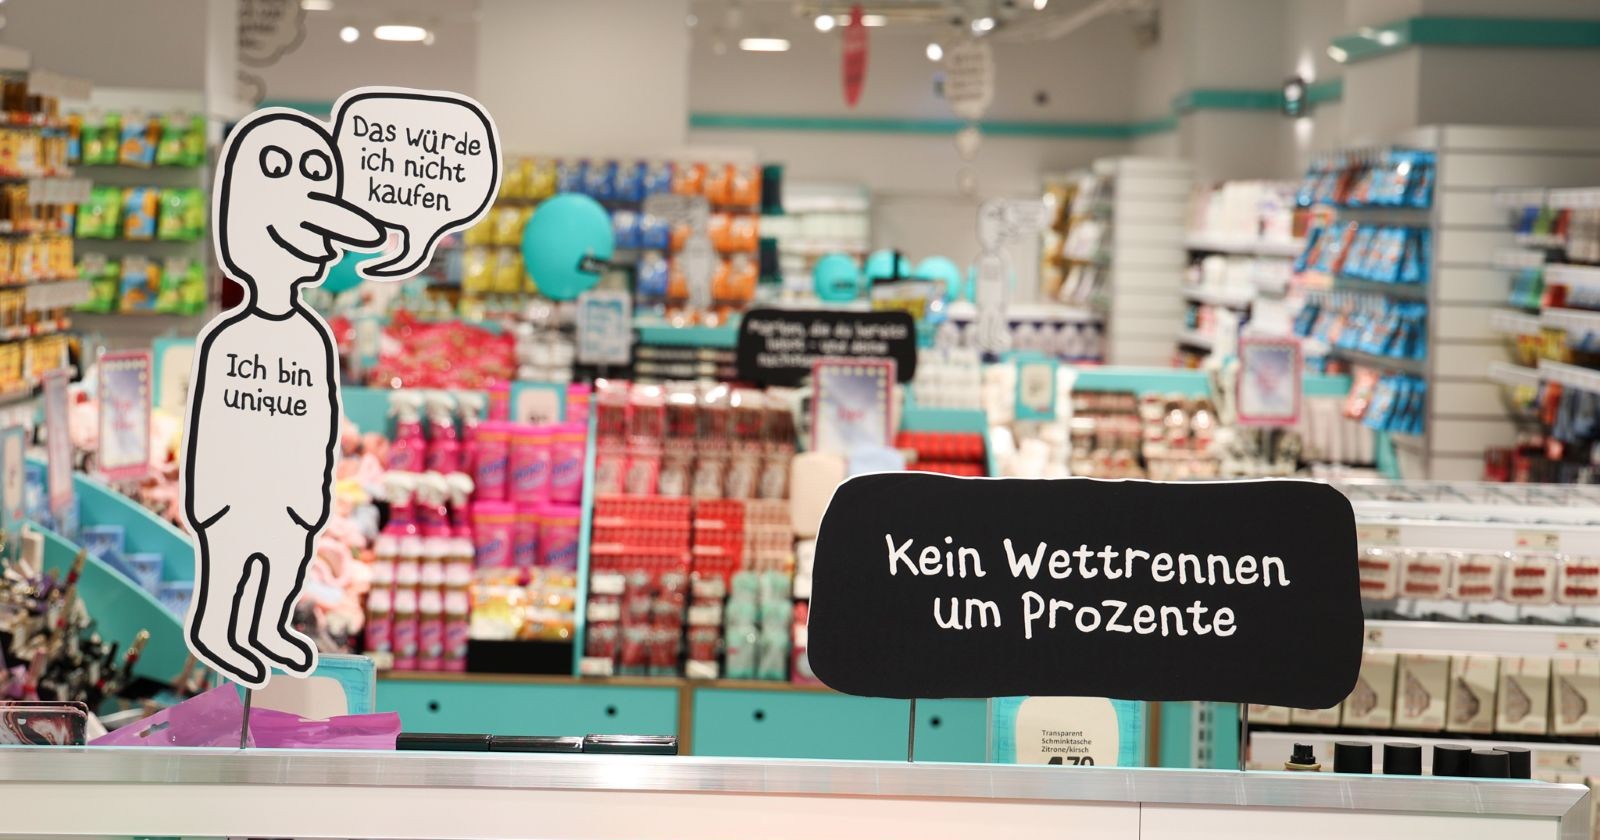 Das würde
ich nicht
kaufen
Ich bin
unique
Kein Wettrennen
um Prozente
Transparent
Schminktasche
Zitrone/kirsch